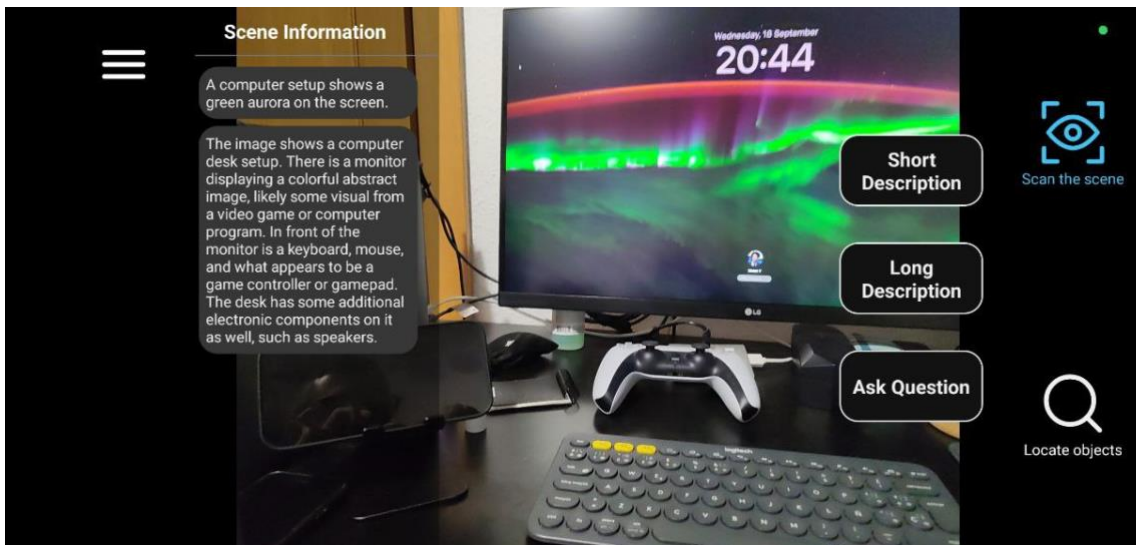 Scene Information
A computer setup shows a
green aurora on the screen.
The image shows a computer
desk setup. There is a monitor
displaying a colorful abstract
image, likely some visual from
a video game or computer
program. In front of the
monitor is a keyboard, mouse,
and what appears to be a
game controller or gamepad.
The desk has some additional
electronic components on it
as well, such as speakers.
Wednesday, 18 September
20:44
LG
logitech
Short
Description
Long
Description
Ask Question
Scan the scene
Locate objects